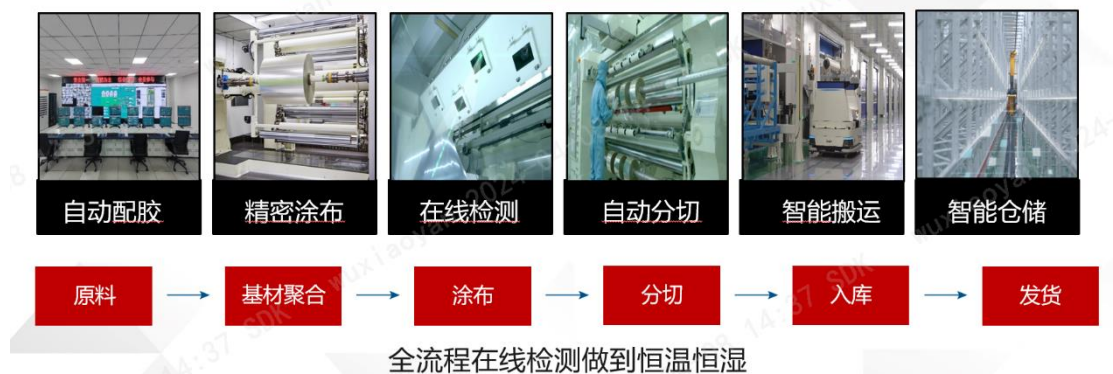 自动配胶
精密涂布
在线检测
自动分切
智能搬运
智能仓储
原料
基材聚合
涂布
分切
入库
发货
全流程在线检测做到恒温恒湿